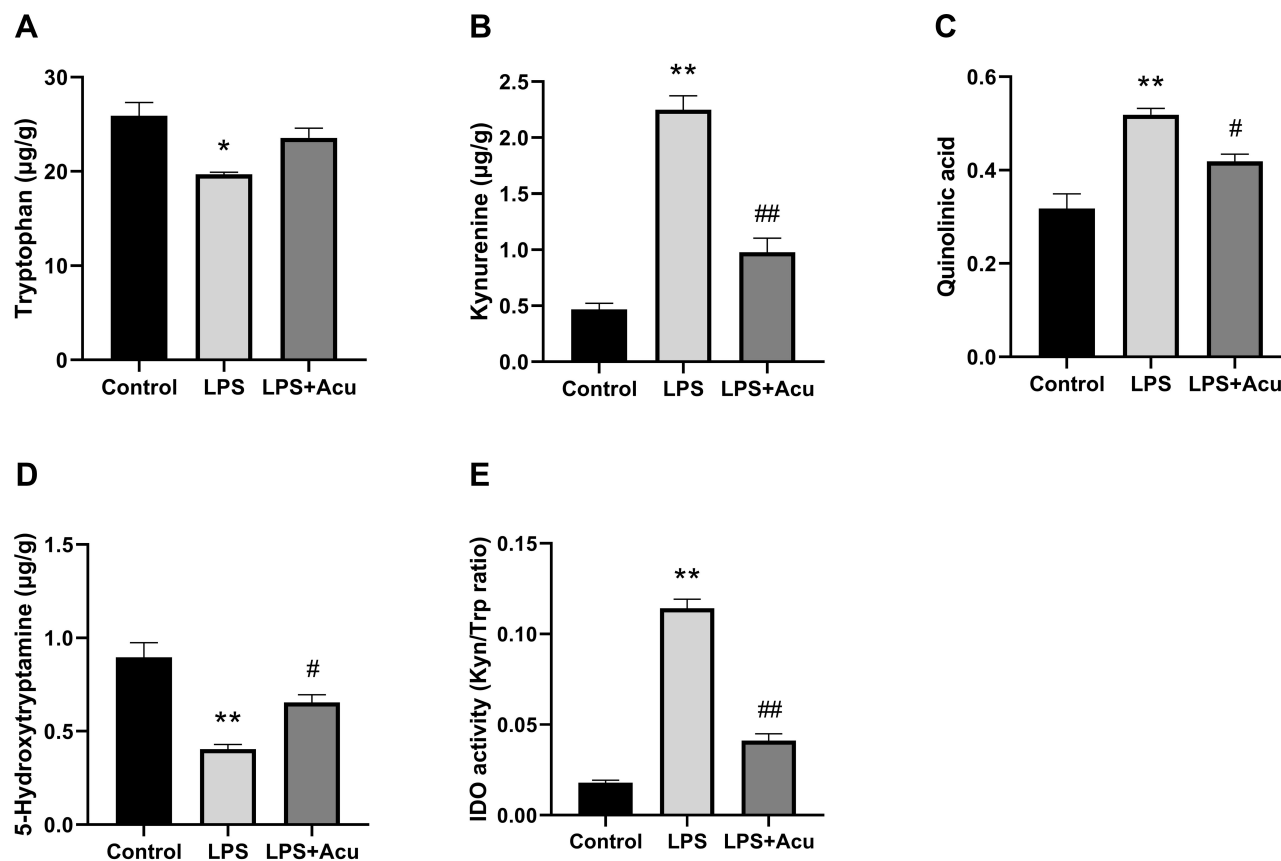 A
Tryptophan (µg/g)
30
20
10
0
*
Control LPS LPS+Acu
B
Kynurenine (µg/g)
2.5
2.0
1.5
1.0
0.5
0.0
**
##
Control LPS LPS+Acu
C
Quinolinic acid
0.6
0.4
0.2
0.0
**
#
Control LPS LPS+Acu
D
5-Hydroxytryptamine (µg/g)
1.5
1.0
0.5
0.0
**
#
Control LPS LPS+Acu
E
IDO activity (Kyn/Trp ratio)
0.15
0.10
0.05
0.00
**
##
Control LPS LPS+Acu